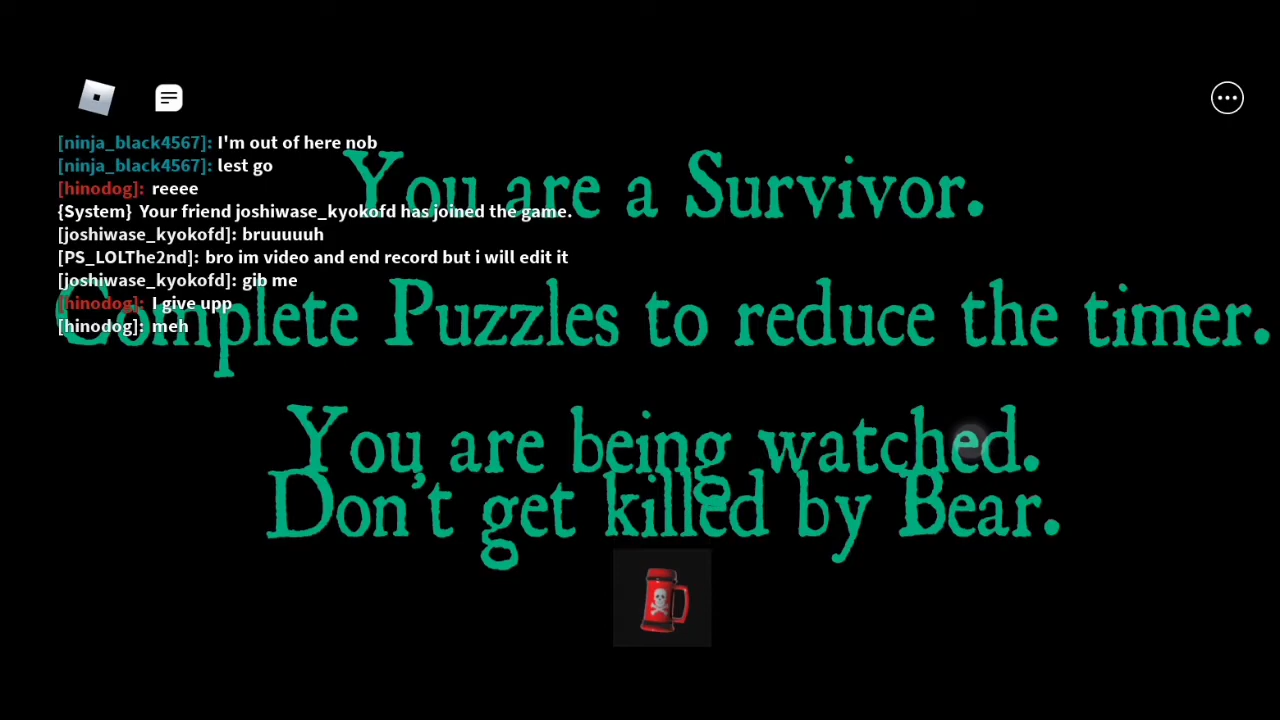 [ninja_black4567]: I'm out of here nob
[ninja_black4567]: lest go
[hinodog]: reeee
{System} Your friend joshiwase_kyokofd has joined the game.
[joshiwase_kyokofd]: bruuuuuh
[PS_LOLThe2nd]: bro im video and end record but i will edit it
[joshiwase_kyokofd]: gib me
[hinodog]: I give upp
[hinodog]: meh
You are a Survivor.
Complete Puzzles to reduce the timer.
You are being watched.
Don't get killed by Bear.